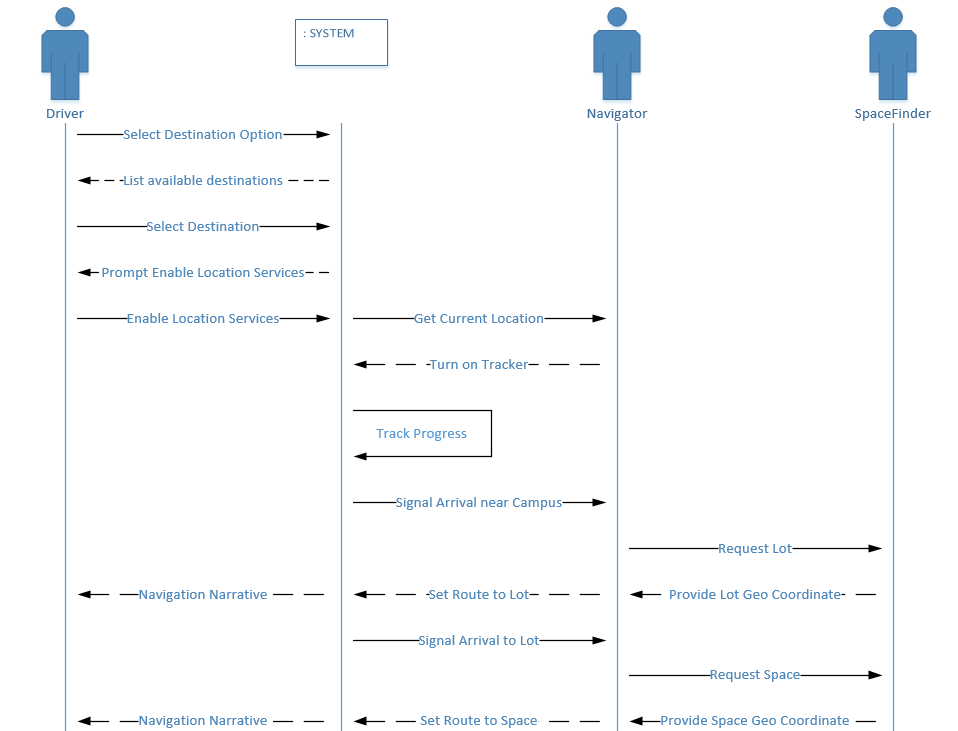 : SYSTEM
Driver
Navigator
SpaceFinder
Select Destination Option
List available destinations
Select Destination
Prompt Enable Location Services
Enable Location Services
Get Current Location
Turn on Tracker
Track Progress
Signal Arrival near Campus
Request Lot
Navigation Narrative
Set Route to Lot
Provide Lot Geo Coordinate
Signal Arrival to Lot
Request Space
Navigation Narrative
Set Route to Space
Provide Space Geo Coordinate